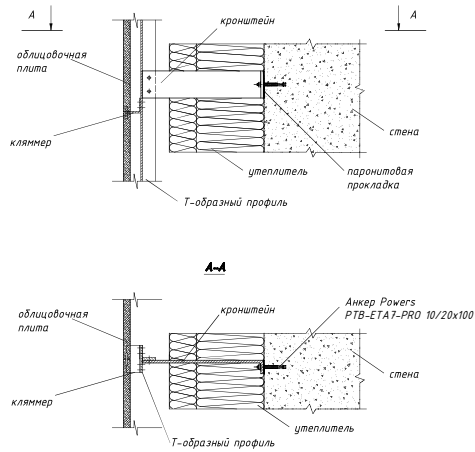 А
А
кронштейн
облицовочная
плита
кляммер
стена
утеплитель
паронитовая
прокладка
Т-образный профиль
А-А
облицовочная
плита
кронштейн
Анкер Powers
PTB-ETA7-PRO 10/20x100
стена
кляммер
утеплитель
Т-образный профиль